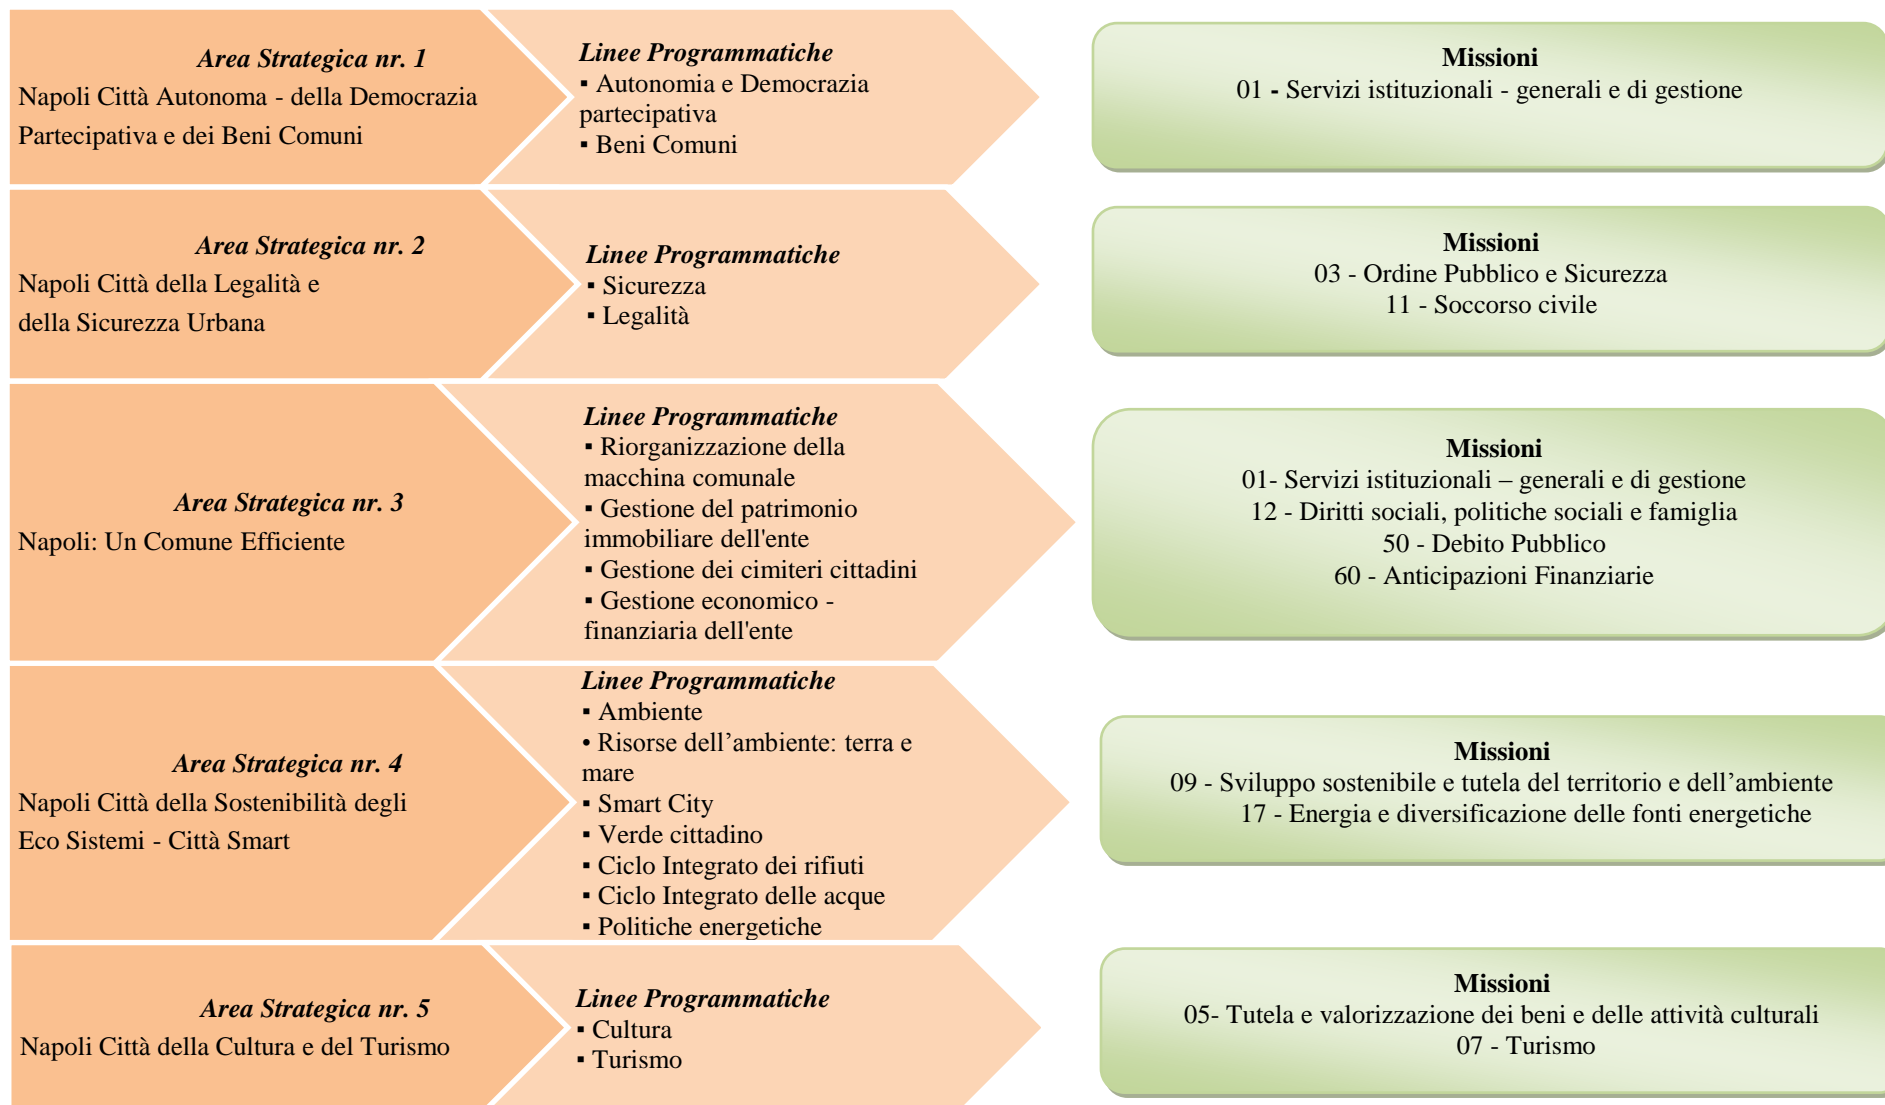 Area Strategica nr. 1
Napoli Città Autonoma - della Democrazia
Partecipativa e dei Beni Comuni
Linee Programmatiche
▪ Autonomia e Democrazia
partecipativa
▪ Beni Comuni
Missioni
01 - Servizi istituzionali - generali e di gestione
Area Strategica nr. 2
Napoli Città della Legalità e
della Sicurezza Urbana
Linee Programmatiche
▪ Sicurezza
▪ Legalità
Missioni
03 - Ordine Pubblico e Sicurezza
11 - Soccorso civile
Area Strategica nr. 3
Napoli: Un Comune Efficiente
Linee Programmatiche
▪ Riorganizzazione della
macchina comunale
▪ Gestione del patrimonio
immobiliare dell'ente
▪ Gestione dei cimiteri cittadini
▪ Gestione economico -
finanziaria dell'ente
Missioni
01- Servizi istituzionali – generali e di gestione
12 - Diritti sociali, politiche sociali e famiglia
50 - Debito Pubblico
60 - Anticipazioni Finanziarie
Area Strategica nr. 4
Napoli Città della Sostenibilità degli
Eco Sistemi - Città Smart
Linee Programmatiche
▪ Ambiente
• Risorse dell’ambiente: terra e
mare
▪ Smart City
▪ Verde cittadino
▪ Ciclo Integrato dei rifiuti
▪ Ciclo Integrato delle acque
▪ Politiche energetiche
Missioni
09 - Sviluppo sostenibile e tutela del territorio e dell’ambiente
17 - Energia e diversificazione delle fonti energetiche
Area Strategica nr. 5
Napoli Città della Cultura e del Turismo
Linee Programmatiche
▪ Cultura
▪ Turismo
Missioni
05- Tutela e valorizzazione dei beni e delle attività culturali
07 - Turismo